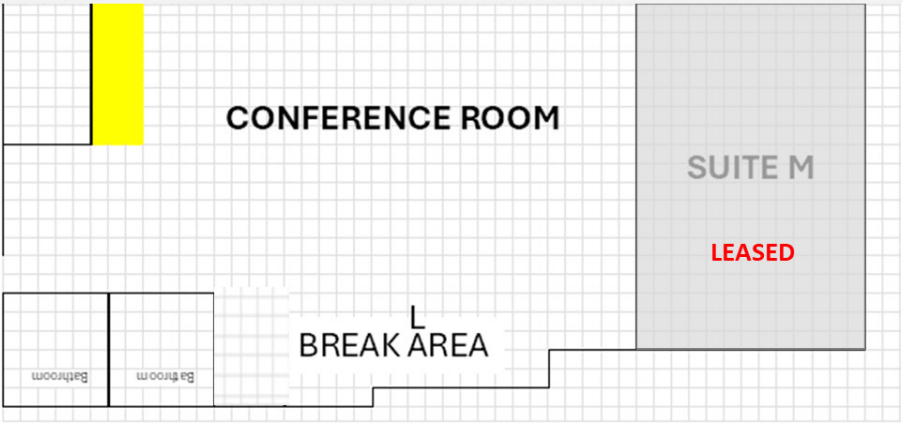 CONFERENCE ROOM
SUITE M
LEASED
L
BREAK AREA
Bathroom
Bathroom